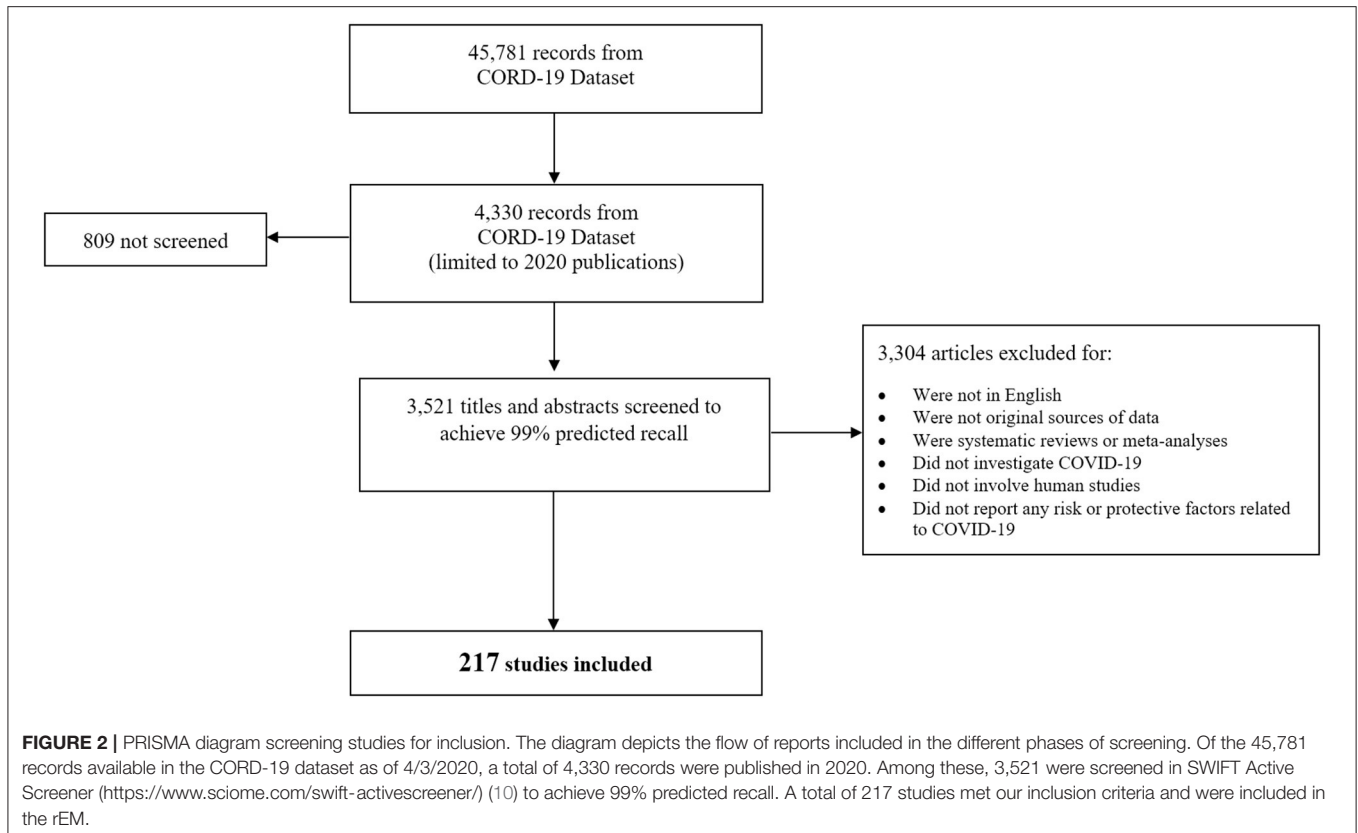 45,781 records from
CORD-19 Dataset
4,330 records from
CORD-19 Dataset
(limited to 2020 publications)
809 not screened
3,521 titles and abstracts screened to
achieve 99% predicted recall
3,304 articles excluded for:
• Were not in English
• Were not original sources of data
• Were systematic reviews or meta-analyses
• Did not investigate COVID-19
• Did not involve human studies
• Did not report any risk or protective factors related
to COVID-19
217 studies included
FIGURE 2 | PRISMA diagram screening studies for inclusion. The diagram depicts the flow of reports included in the different phases of screening. Of the 45,781
records available in the CORD-19 dataset as of 4/3/2020, a total of 4,330 records were published in 2020. Among these, 3,521 were screened in SWIFT Active
Screener (https://www.sciome.com/swift-activescreener/) (10) to achieve 99% predicted recall. A total of 217 studies met our inclusion criteria and were included in
the rEM.